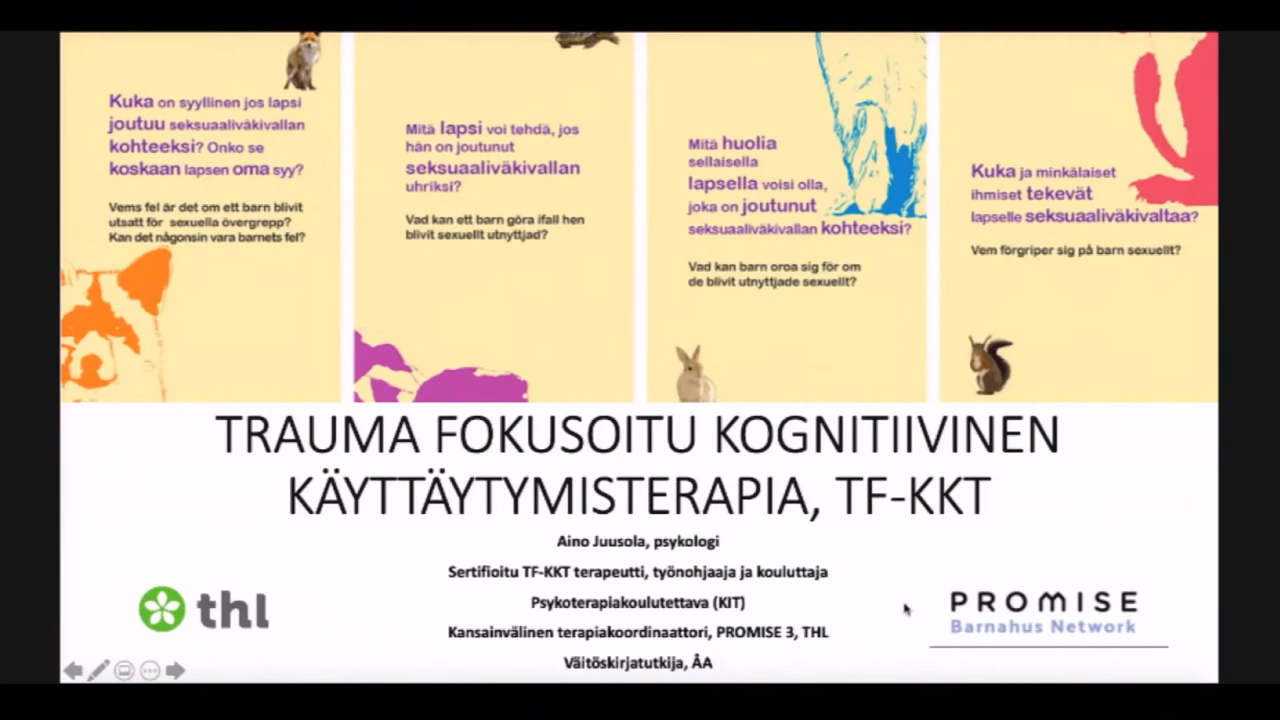 Kuka on syyllinen jos lapsi
joutuu seksuaaliväkivallan
kohteeksi? Onko se
koskaan lapsen oma syy?
Vems fel är det om ett barn blivit
utsatt för sexuella övergrepp?
Kan det någonsin vara barnets fel?
Mitä lapsi voi tehdä, jos
hän on joutunut
seksuaaliväkivallan
uhriksi?
Vad kan ett barn göra ifall hen
blivit sexuellt utnyttjad?
Mitä huolia
sellaisella
lapsella voisi olla,
joka on joutunut
seksuaaliväkivallan kohteeksi?
Vad kan barn oroa sig för om
de blivit utnyttjade sexuellt?
Kuka ja minkälaiset
ihmiset tekevät
lapselle seksuaaliväkivaltaa?
Vem förgriper sig på barn sexuellt?
TRAUMA FOKUSOITU KOGNITIIVINEN
KÄYTTÄYTYMISTERAPIA, TF-KKT
Aino Juusola, psykologi
Sertifioitu TF-KKT terapeutti, työnohjaaja ja kouluttaja
Psykoterapiakoulutettava (KIT)
Kansainvälinen terapiakoordinaattori, PROMISE 3, THL
Väitöskirjatutkija, ÅA
thl
PROMISE
Barnahus Network